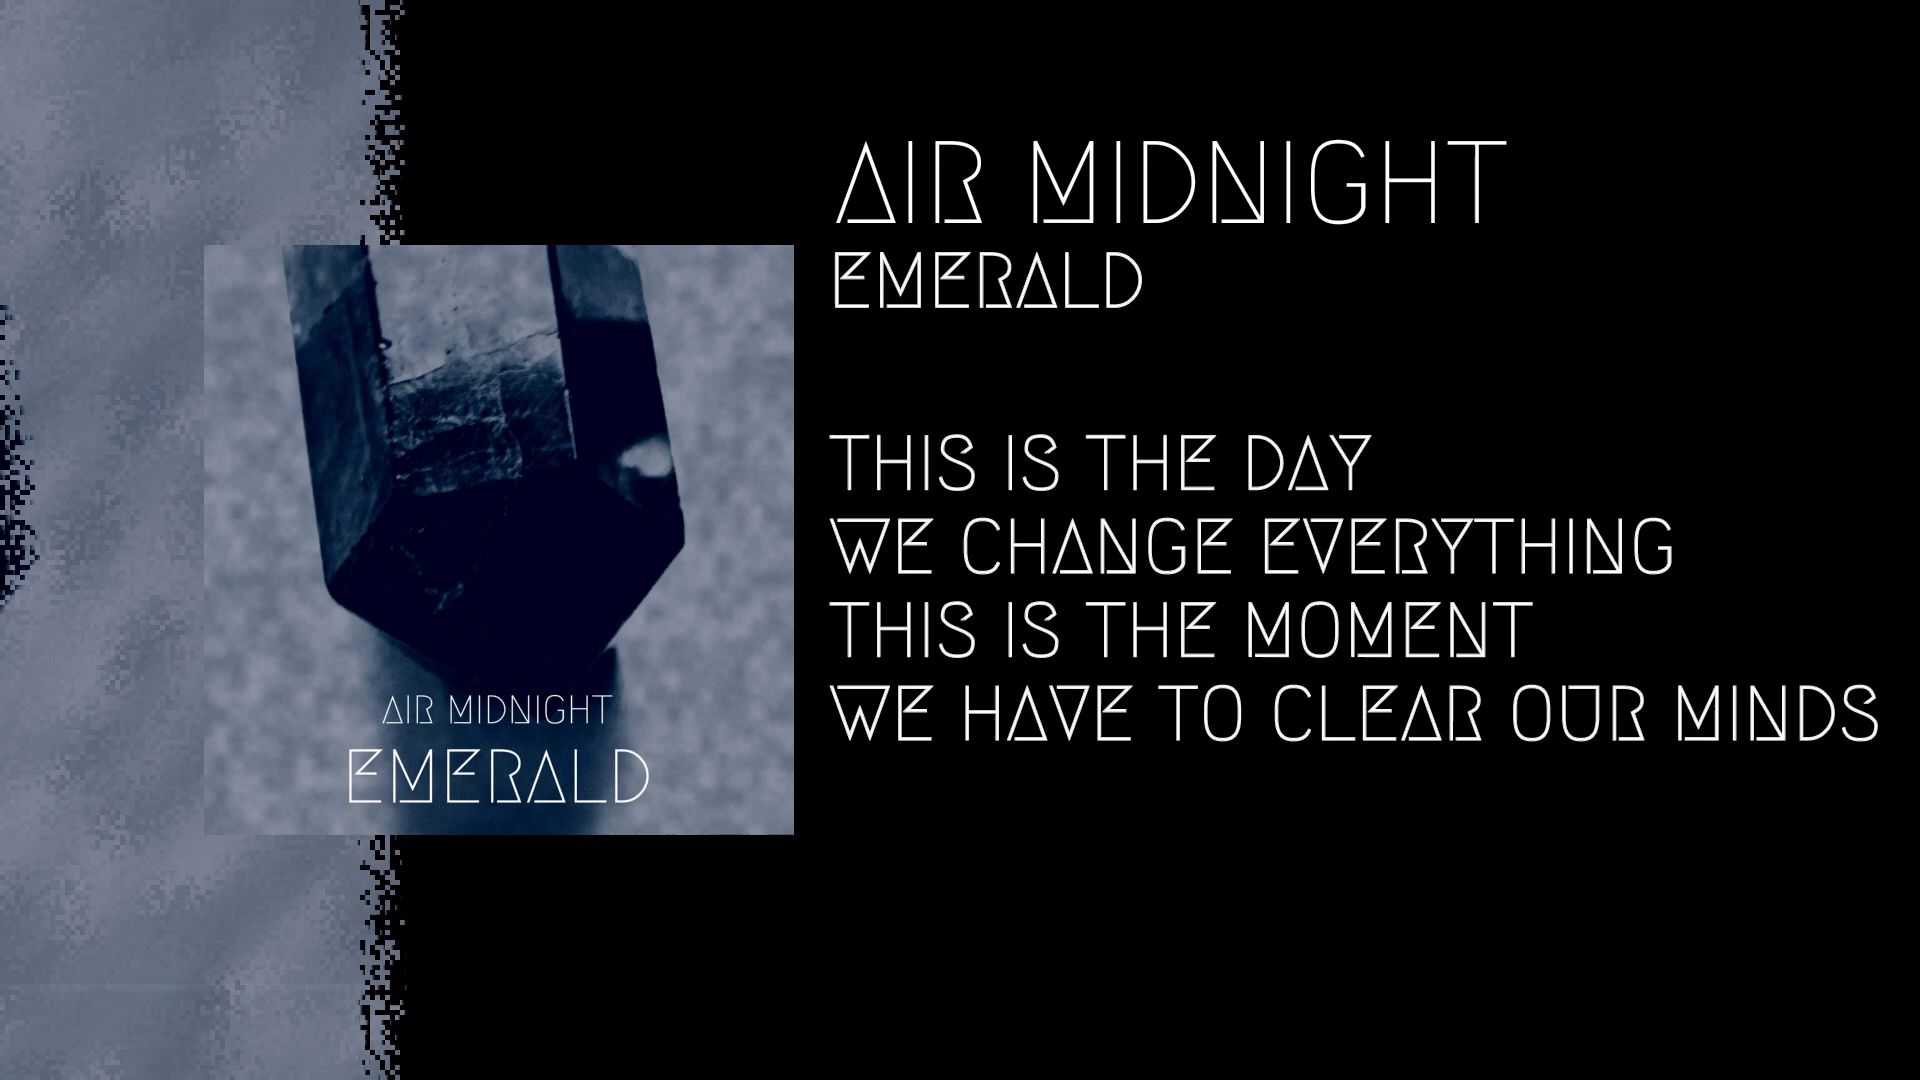 AIR MIDNIGHT
EMERALD
THIS IS THE DAY
WE CHANGE EVERYTHING
THIS IS THE MOMENT
WE HAVE TO CLEAR OUR MINDS
AIR MIDNIGHT
EMERALD